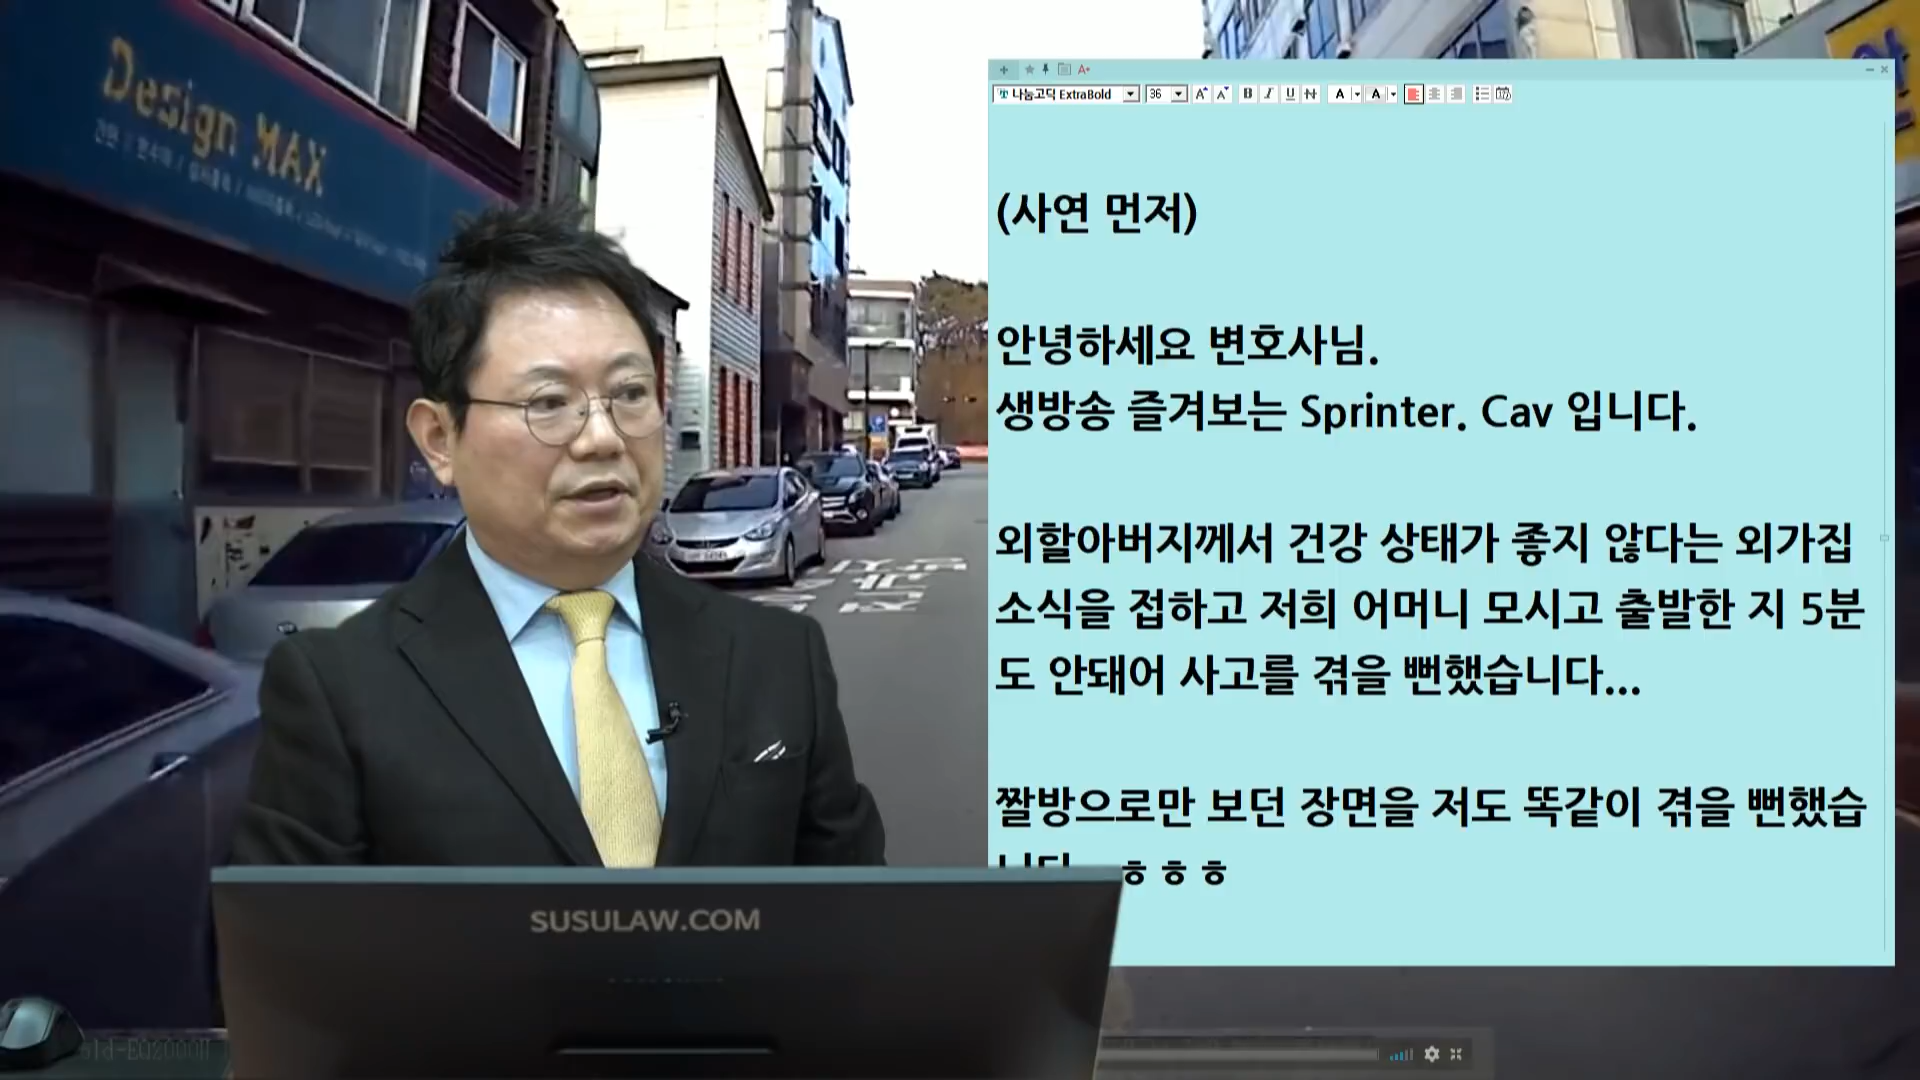 Design MAX
나눔고딕 ExtraBold
36
(사연 먼저)
안녕하세요 변호사님.
생방송 즐겨보는 Sprinter. Cav 입니다.
외할아버지께서 건강 상태가 좋지 않다는 외가집
소식을 접하고 저희 어머니 모시고 출발한 지 5분
도 안돼어 사고를 겪을 뻔했습니다...
짤방으로만 보던 장면을 저도 똑같이 겪을 뻔했습
ㅎㅎㅎ
SUSULAW.COM